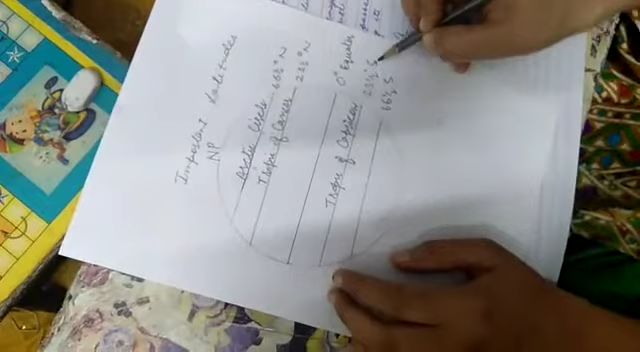 Important Latitudes
NP
Arctic Circle 66½° N
Tropic of Cancer 23½° N
0° Equator
Tropic of Capricorn 23½° S
66½ S